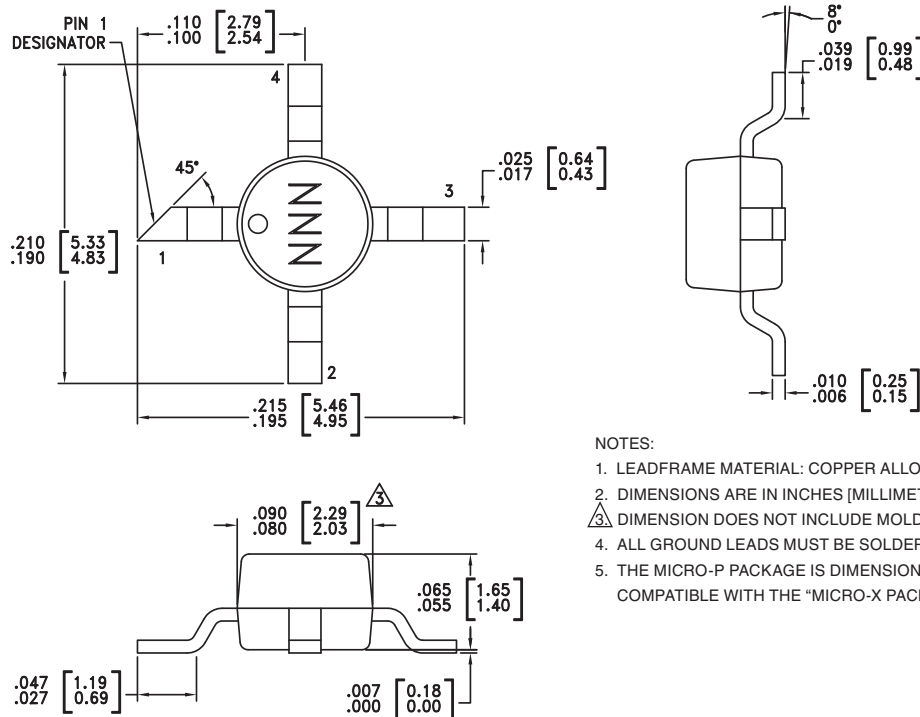 PIN 1
DESIGNATOR
.110 [2.79
.100 2.54]
4
45°
NNN
3
1
2
.025 [0.64
.017 0.43]
.210 [5.33
.190 4.83]
.215 [5.46
.195 4.95]
8°
0°
.039 [0.99
.019 0.48
.010 [0.25
.006 0.15]
.090 [2.29
.080 2.03]
3
.065 [1.65
.055 1.40]
.047 [1.19
.027 0.69]
.007 [0.18
.000 0.00]
NOTES:
1. LEADFRAME MATERIAL: COPPER ALLO
2. DIMENSIONS ARE IN INCHES [MILLIMET
3. DIMENSION DOES NOT INCLUDE MOLD
4. ALL GROUND LEADS MUST BE SOLDER
5. THE MICRO-P PACKAGE IS DIMENSION
COMPATIBLE WITH THE “MICRO-X PAC